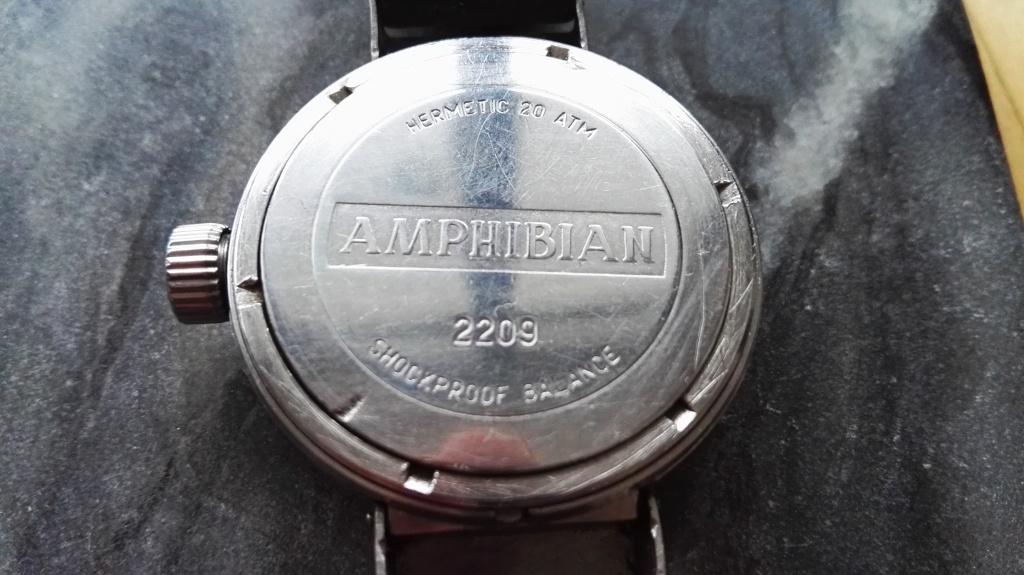 HERMETIC 20 ATM
AMPHIBIAN
2209
SHOCKPROOF BALANCE